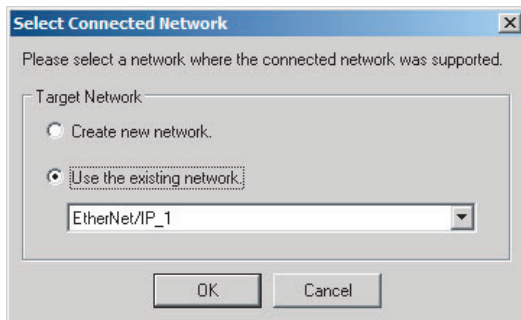 Select Connected Network
Please select a network where the connected network was supported.
Target Network
Create new network.
Use the existing network.
EtherNet/IP_1
OK
Cancel